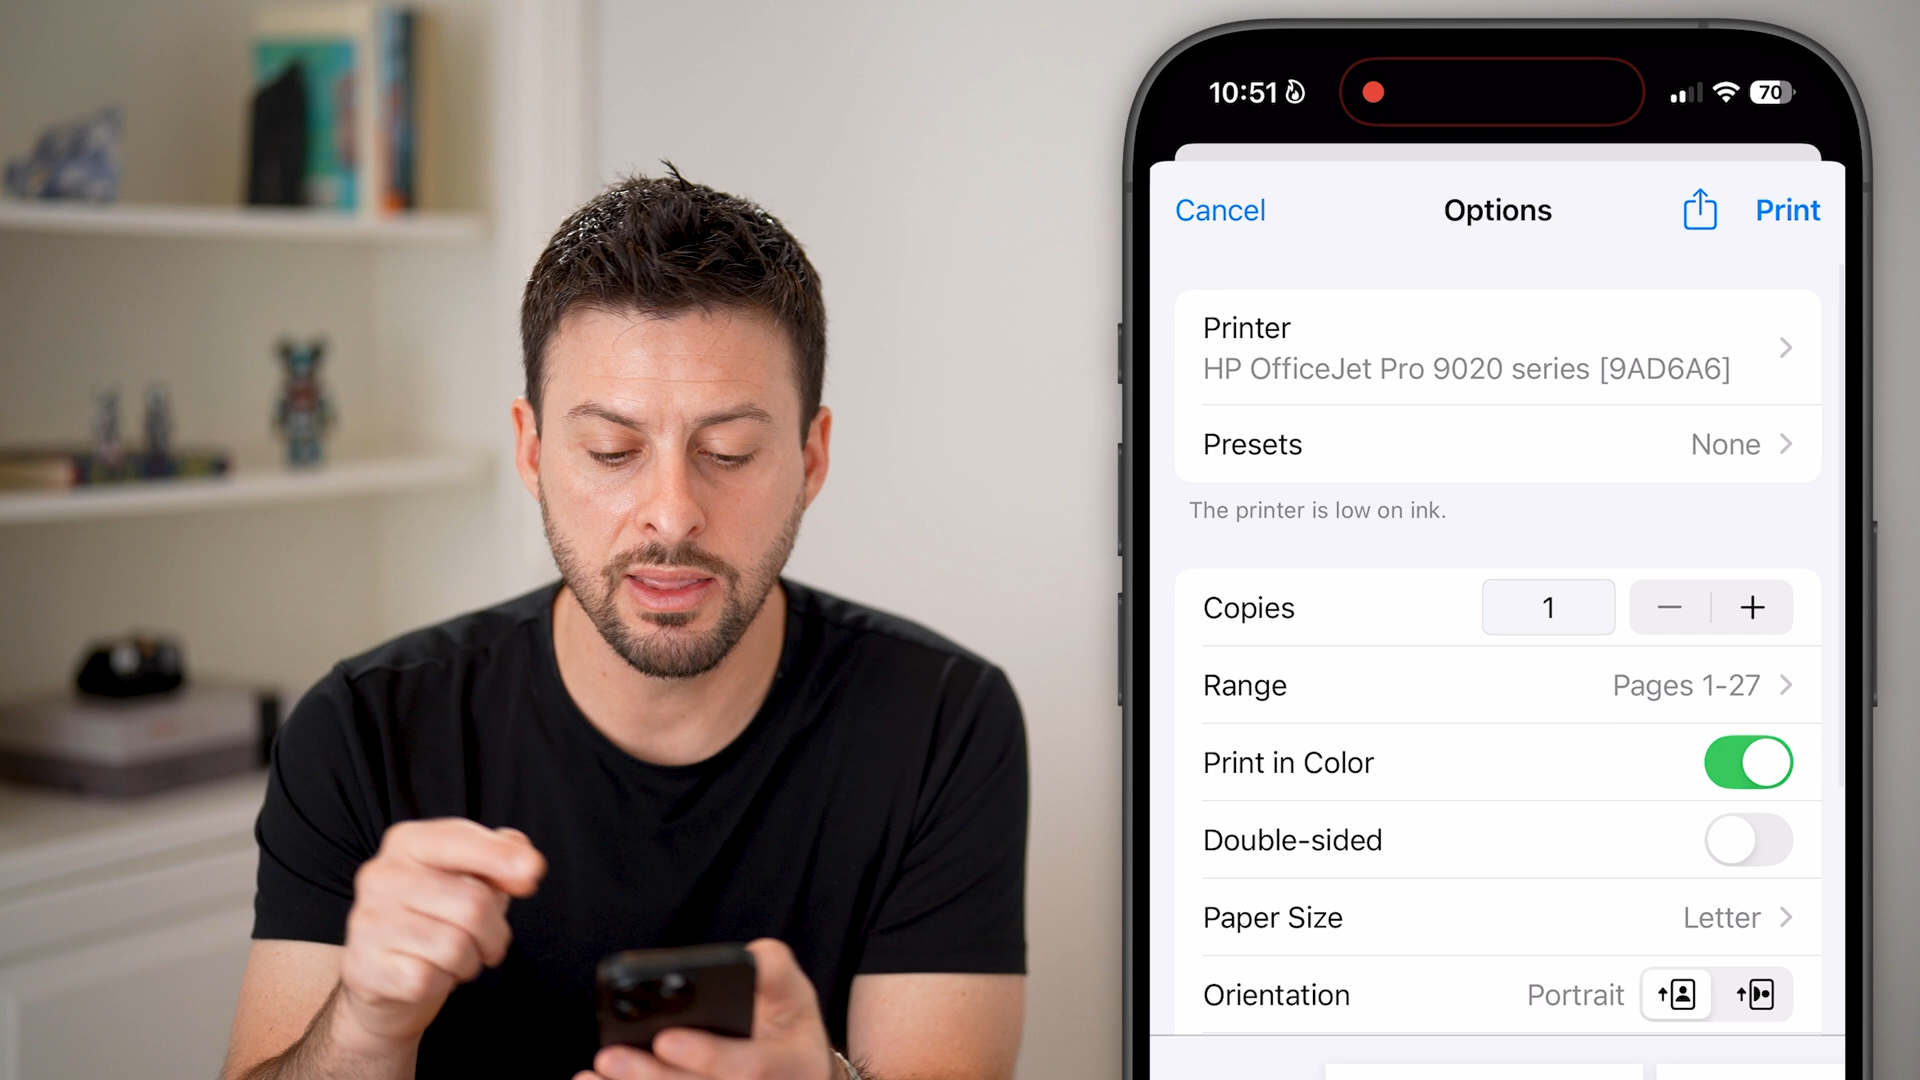 10:51
70
Cancel
Options
Print
Printer
HP OfficeJet Pro 9020 series [9AD6A6]
Presets
None
The printer is low on ink.
Copies
1
Range
Pages 1-27
Print in Color
Double-sided
Paper Size
Letter
Orientation
Portrait